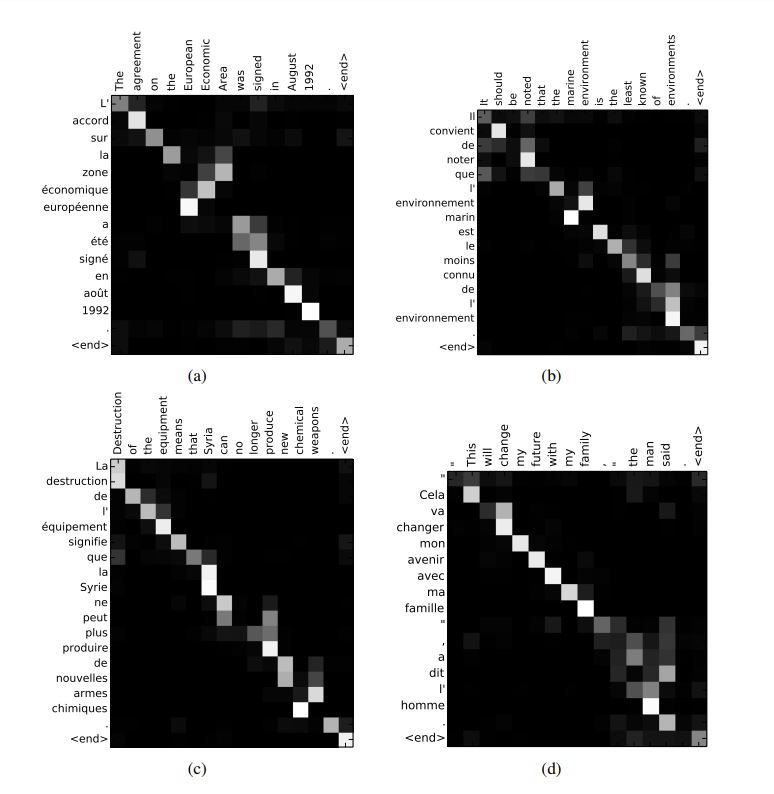 The agreement on the European Economic Area was signed in August 1992 . <end>
L'
accord
sur
la
zone
économique
européenne
a
été
signé
en
août
1992
.
<end>
(a)
It should be noted that the marine environment is the least known of environments . <end>
Il
convient
de
noter
que
l'
environnement
marin
est
le
moins
connu
de
l'
environnement
.
<end>
(b)
Destruction of the equipment means that Syria can no longer produce new chemical weapons . <end>
La
destruction
de
l'
équipement
signifie
que
la
Syrie
ne
peut
plus
produire
de
nouvelles
armes
chimiques
.
<end>
(c)
" This will change my future with my family , " the man said . <end>
"
Cela
va
changer
mon
avenir
avec
ma
famille
"
,
a
dit
l'
homme
.
<end>
(d)